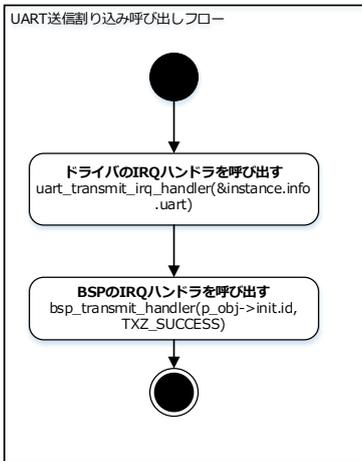 UART送信割り込み呼び出しフロー
ドライバのIRQハンドラを呼び出す
uart_transmit_irq_handler(&instance.info
.uart)
BSPのIRQハンドラを呼び出す
bsp_transmit_handler(p_obj->init.id,
TXZ_SUCCESS)